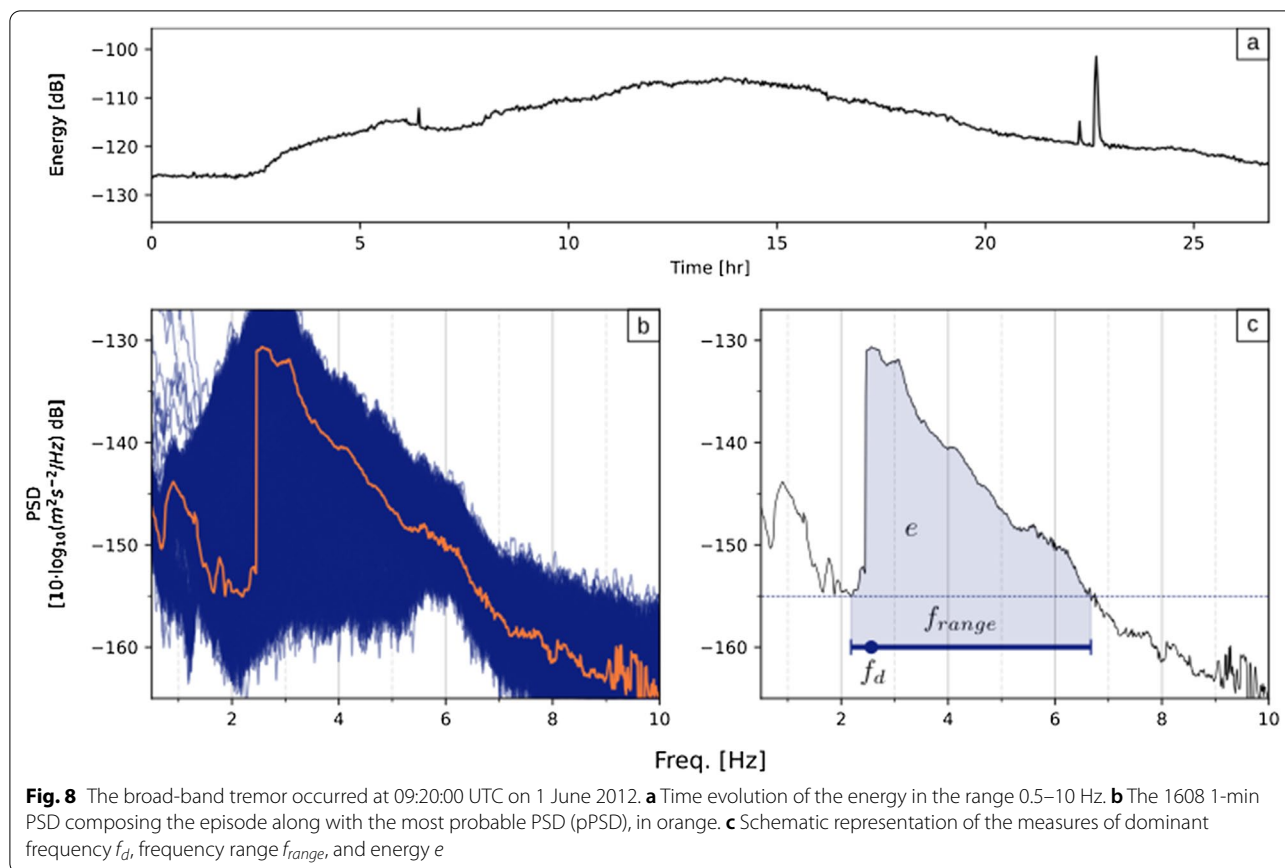 a
−100
−110
−120
−130
Energy [dB]
0 5 10 15 20 25
Time [hr]
b
−130
−140
−150
−160
PSD
[10·log₁₀(m²s⁻²/Hz) dB]
2 4 6 8 10
c
−130
−140
−150
−160
e
f_range
f_d
2 4 6 8 10
Freq. [Hz]
Fig. 8 The broad-band tremor occurred at 09:20:00 UTC on 1 June 2012. a Time evolution of the energy in the range 0.5–10 Hz. b The 1608 1-min
PSD composing the episode along with the most probable PSD (pPSD), in orange. c Schematic representation of the measures of dominant
frequency f_d, frequency range f_range, and energy e